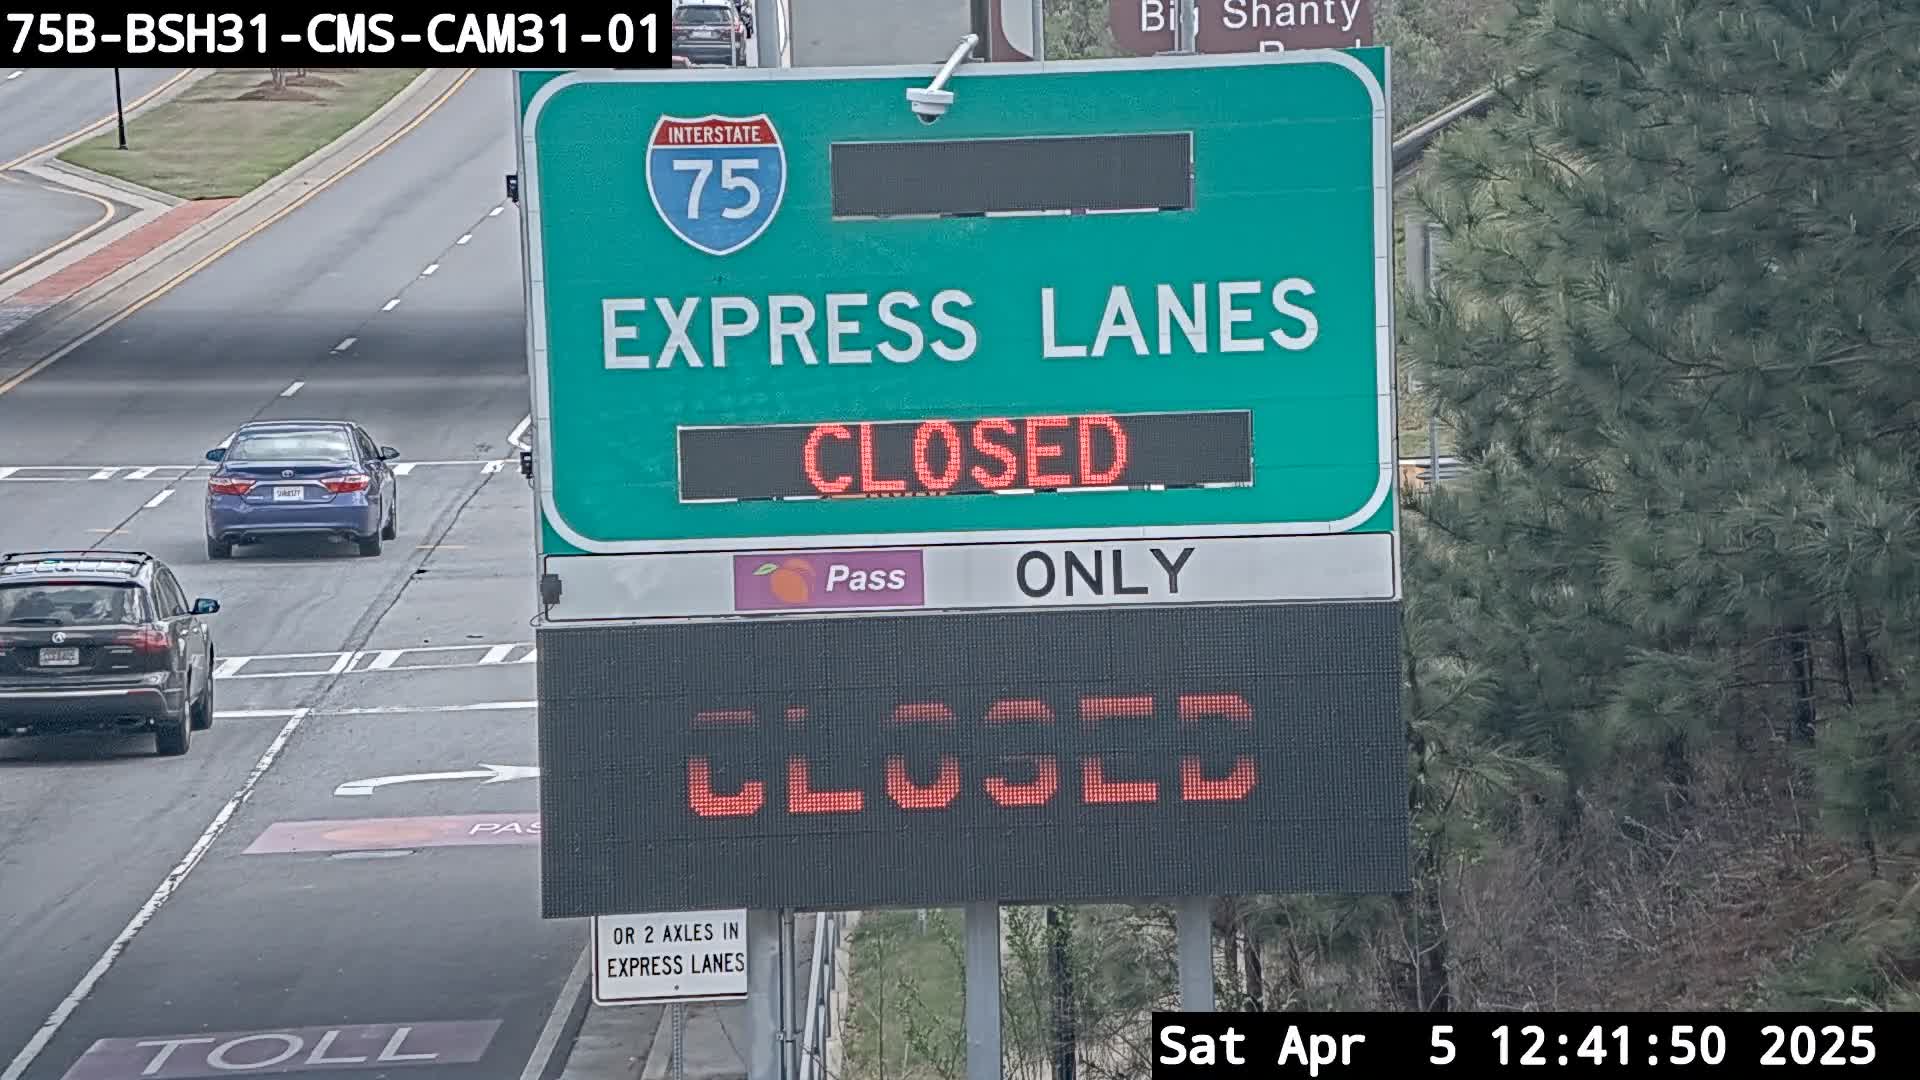 75B-BSH31-CMS-CAM31-01
Big Shanty
INTERSTATE
75
EXPRESS LANES
CLOSED
Pass ONLY
CLOSED
OR 2 AXLES IN
EXPRESS LANES
TOLL
Sat Apr 5 12:41:50 2025